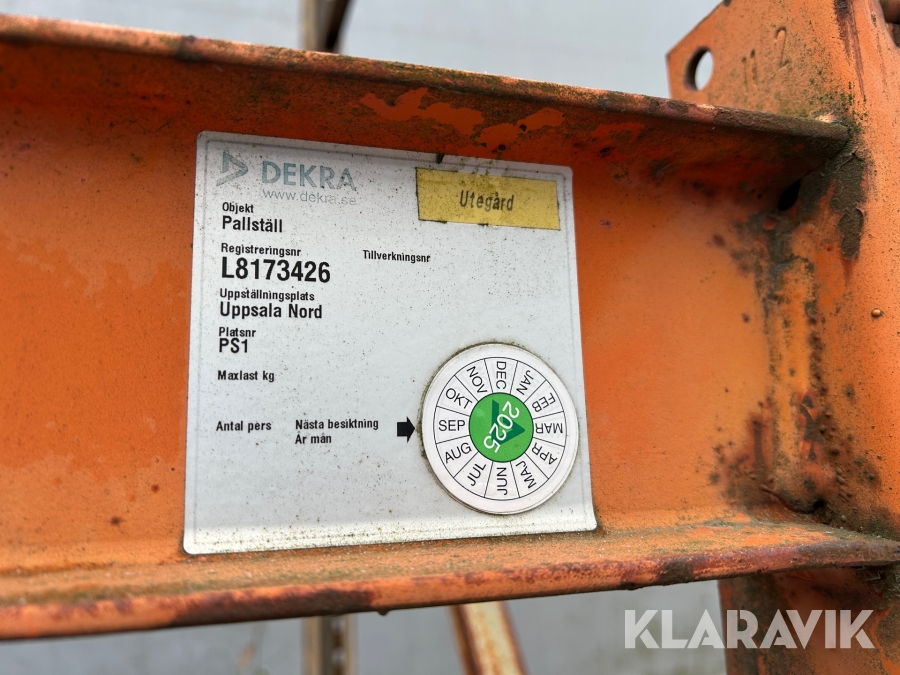 DEKRA
www.dekra.se
Utegård
Objekt
Pallställ
Registreringsnr
Tillverkningsnr
L8173426
Uppställningsplats
Uppsala Nord
Platsnr
PS1
Maxlast kg
Antal pers
Nästa besiktning
År mån
JAN
FEB
MAR
APR
MAJ
JUN
JUL
AUG
SEP
OKT
NOV
DEC
2025
112
KLARAVIK